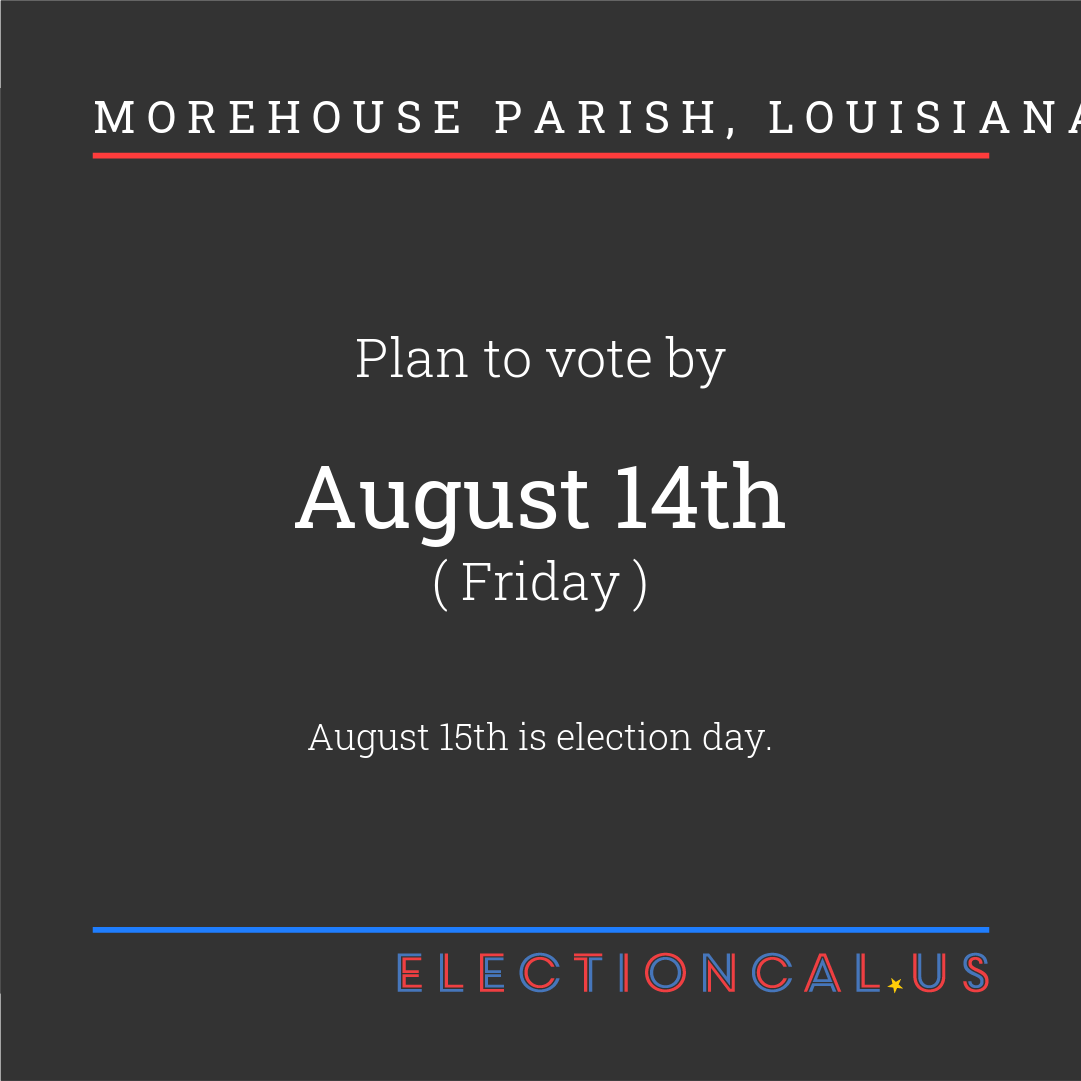 MOREHOUSE PARISH, LOUISIANA
Plan to vote by
August 14th
( Friday )
August 15th is election day.
ELECTIONCAL.US